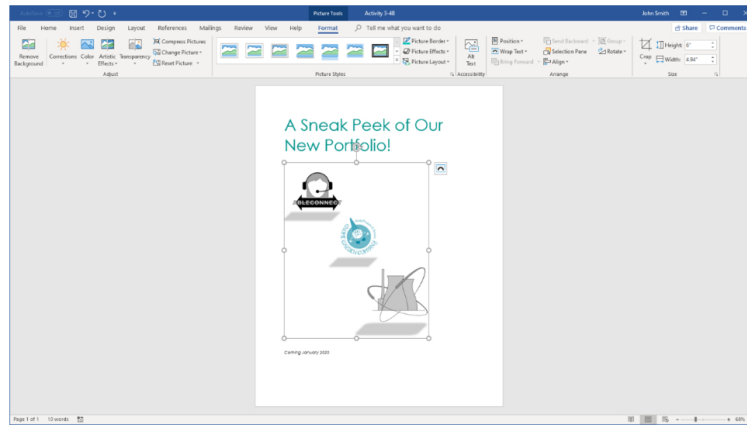 Picture Tools Activity 3-4B John Smith
File Home Insert Design Layout References Mailings Review View Help Format Tell me what you want to do Share Comments
Remove Background
Corrections
Color
Artistic Effects
Transparency
Compress Pictures
Change Picture
Reset Picture
Adjust
Picture Styles
Picture Border
Picture Effects
Picture Layout
Alt Text
Accessibility
Position
Wrap Text
Bring Forward
Send Backward
Selection Pane
Align
Group
Rotate
Arrange
Crop
Height: 6"
Width: 4.94"
Size
A Sneak Peek of Our
New Portfolio!
Coming January 2020
Page 1 of 1 10 words